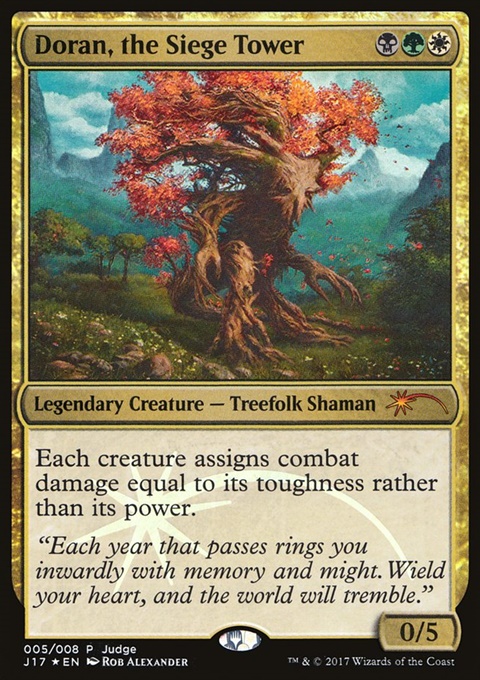 Doran, the Siege Tower
Legendary Creature — Treefolk Shaman
Each creature assigns combat
damage equal to its toughness rather
than its power.
“Each year that passes rings you
inwardly with memory and might. Wield
your heart, and the world will tremble.”
0/5
005/008 P Judge
J17 ★ EN Rob Alexander
™ & © 2017 Wizards of the Coast